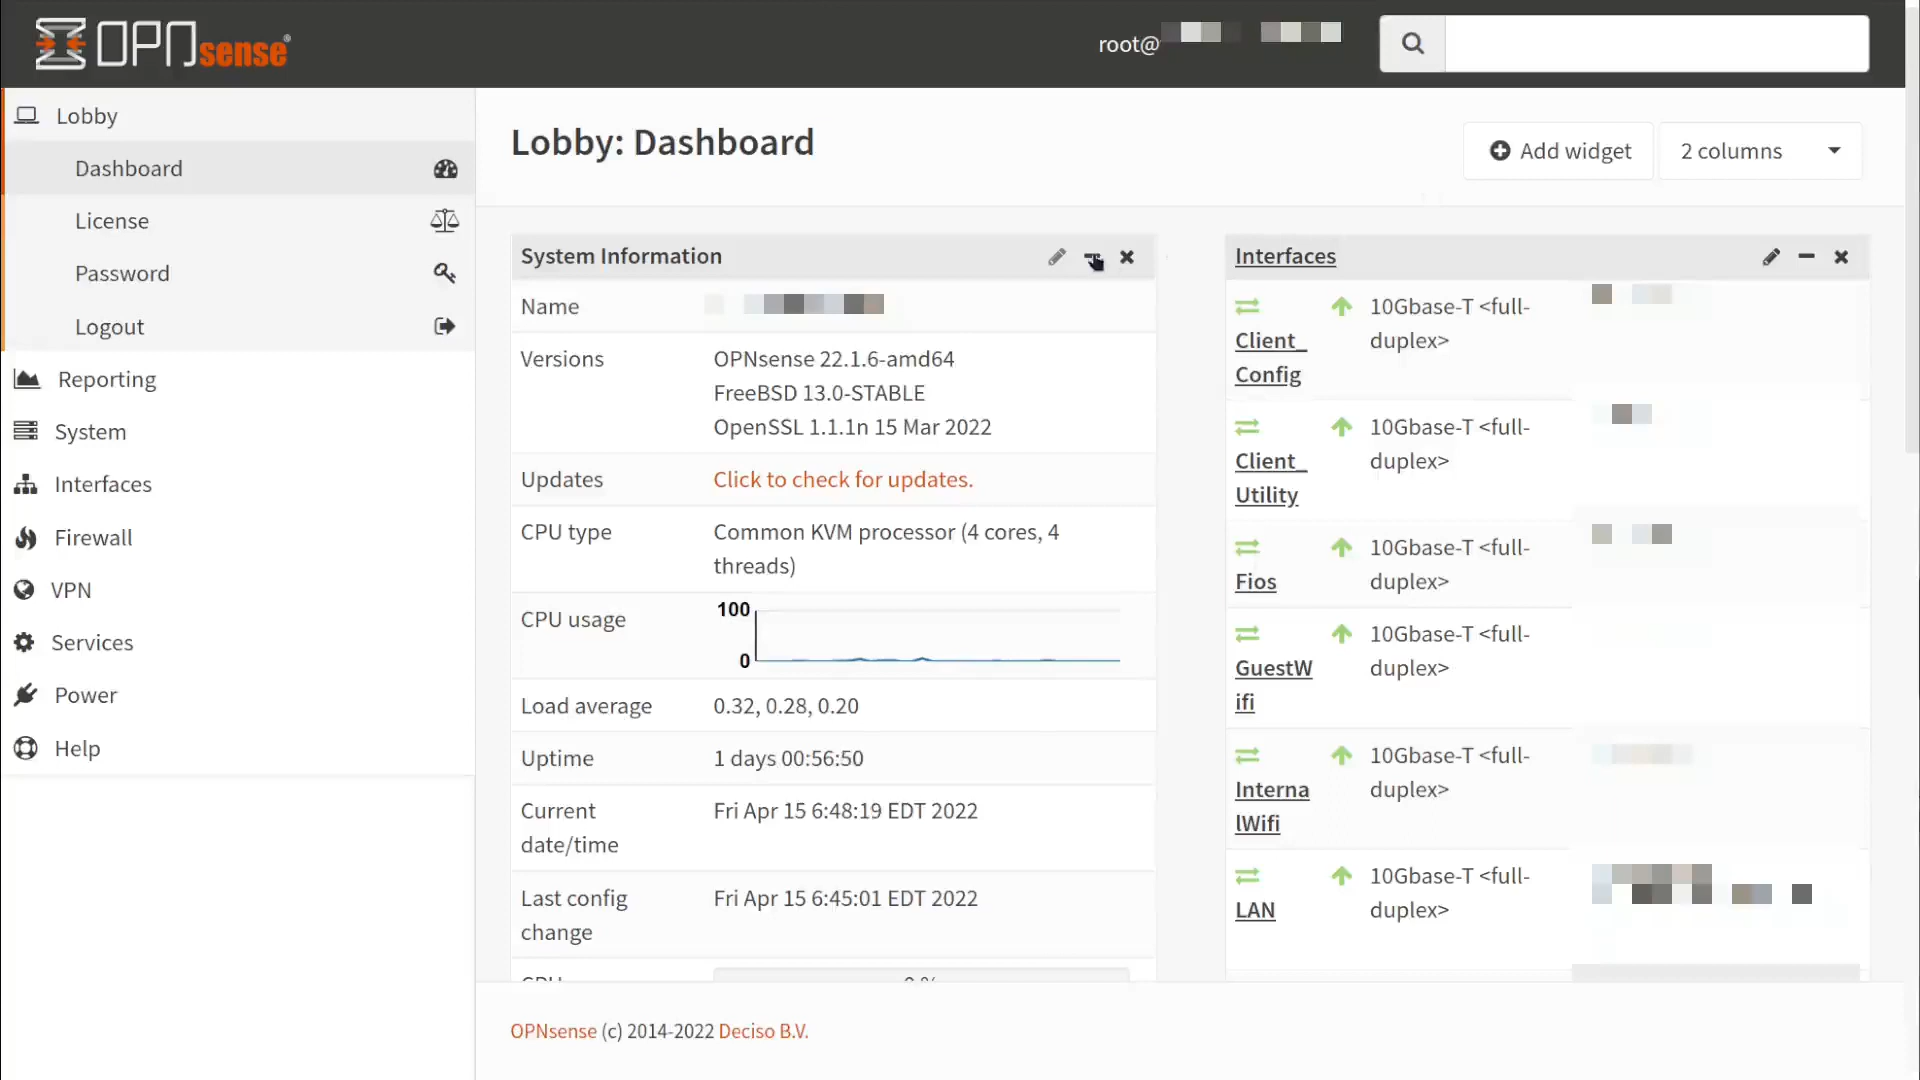 OPNsense®
root@
Lobby
Dashboard
License
Password
Logout
Reporting
System
Interfaces
Firewall
VPN
Services
Power
Help
Lobby: Dashboard
Add widget
2 columns
System Information
Name
Versions
OPNsense 22.1.6-amd64
FreeBSD 13.0-STABLE
OpenSSL 1.1.1n 15 Mar 2022
Updates
Click to check for updates.
CPU type
Common KVM processor (4 cores, 4
threads)
CPU usage
100
0
Load average
0.32, 0.28, 0.20
Uptime
1 days 00:56:50
Current
date/time
Fri Apr 15 6:48:19 EDT 2022
Last config
change
Fri Apr 15 6:45:01 EDT 2022
Interfaces
Client_
Config
10Gbase-T <full-
duplex>
Client_
Utility
10Gbase-T <full-
duplex>
Fios
10Gbase-T <full-
duplex>
GuestW
ifi
10Gbase-T <full-
duplex>
Interna
lWifi
10Gbase-T <full-
duplex>
LAN
10Gbase-T <full-
duplex>
OPNsense (c) 2014-2022 Deciso B.V.